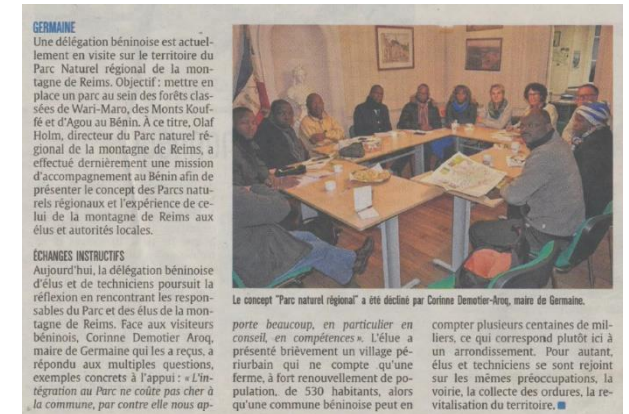 GERMAINE
Une délégation béninoise est actuel-
lement en visite sur le territoire du
Parc Naturel régional de la mon-
tagne de Reims. Objectif : mettre en
place un parc au sein des forêts clas-
sées de Wari-Maro, des Monts Kouf-
fé et d'Agou au Bénin. À ce titre, Olaf
Holm, directeur du Parc naturel ré-
gional de la montagne de Reims, a
effectué dernièrement une mission
d'accompagnement au Bénin afin de
présenter le concept des Parcs natu-
rels régionaux et l'expérience de ce-
lui de la montagne de Reims aux
élus et autorités locales.
ÉCHANGES INSTRUCTIFS
Aujourd'hui, la délégation béninoise
d'élus et de techniciens poursuit la
réflexion en rencontrant les respon-
sables du Parc et des élus de la mon-
tagne de Reims. Face aux visiteurs
béninois, Corinne Demotier Aroq,
maire de Germaine qui les a reçus, a
répondu aux multiples questions,
exemples concrets à l'appui : « L'in-
tégration au Parc ne coûte pas cher à
la commune, par contre elle nous ap-
Le concept "Parc naturel régional" a été décliné par Corinne Demotier-Aroq, maire de Germaine.
porte beaucoup, en particulier en
conseil, en compétences ». L'élue a
présenté brièvement un village pé-
riurbain qui ne compte qu'une
ferme, à fort renouvellement de po-
pulation, de 530 habitants, alors
qu'une commune béninoise peut en
compter plusieurs centaines de mil-
liers, ce qui correspond plutôt ici à
un arrondissement. Pour autant,
élus et techniciens se sont rejoint
sur les mêmes préoccupations, la
voirie, la collecte des ordures, la re-
vitalisation du territoire.